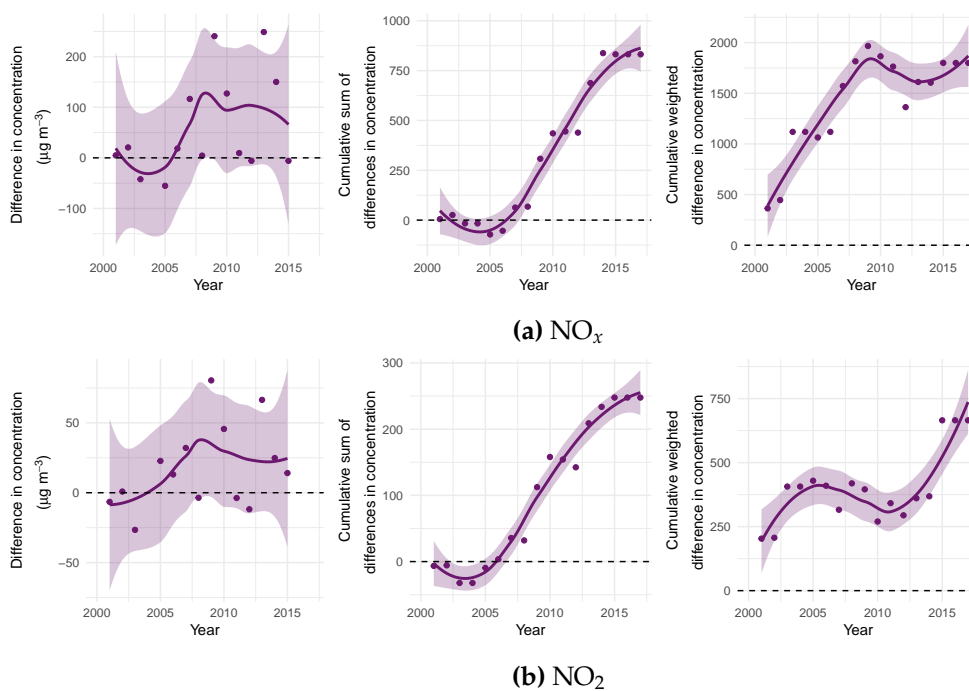 Difference in concentration
(µg m⁻³)
200
100
0
−100
2000 2005 2010 2015
Year
Cumulative sum of
differences in concentration
1000
750
500
250
0
2000 2005 2010 2015
Year
Cumulative weighted
difference in concentration
2000
1500
1000
500
0
2000 2005 2010 2015
Year
(a) NOₓ
Difference in concentration
(µg m⁻³)
50
0
−50
2000 2005 2010 2015
Year
Cumulative sum of
differences in concentration
300
200
100
0
2000 2005 2010 2015
Year
Cumulative weighted
difference in concentration
750
500
250
0
2000 2005 2010 2015
Year
(b) NO₂